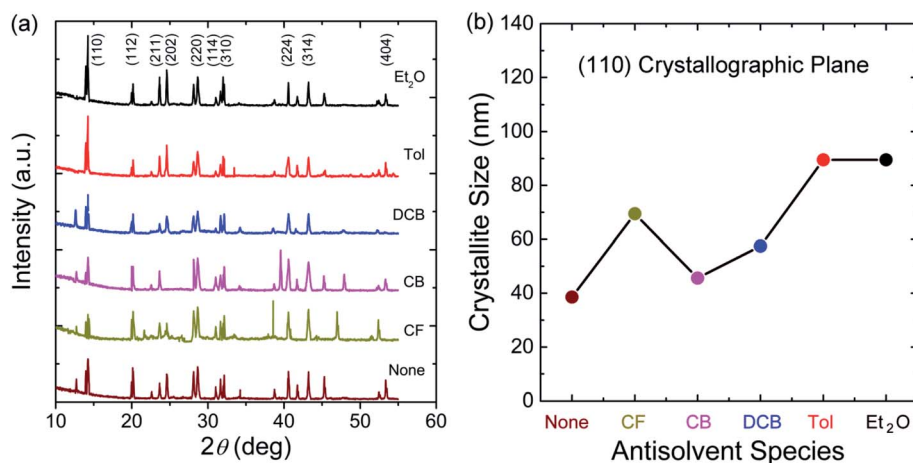 (a)
(110)
(112)
(211)
(202)
(220)
(114)
(310)
(224)
(314)
(404)
Et₂O
Tol
DCB
CB
CF
None
Intensity (a.u.)
10 20 30 40 50 60
2θ (deg)
(b)
(110) Crystallographic Plane
Crystallite Size (nm)
140
120
100
80
60
40
20
0
None CF CB DCB Tol Et₂O
Antisolvent Species